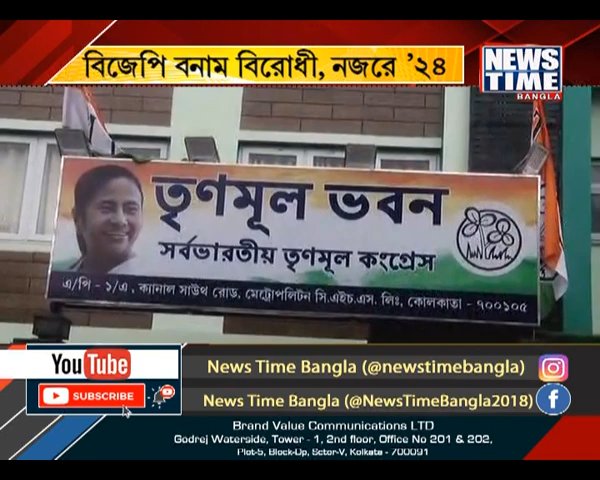 বিজেপি বনাম বিরোধী, নজরে '২৪
NEWS
TIME
BANGLA
তৃণমূল ভবন
সর্বভারতীয় তৃণমূল কংগ্রেস
এ/পি - ১/এ, ক্যানাল সাউথ রোড, মেট্রোপলিটন সি.এইচ.এস. লিঃ, কোলকাতা - ৭০০১০৫
YouTube
SUBSCRIBE
News Time Bangla (@newstimebangla)
News Time Bangla (@NewsTimeBangla2018)
Brand Value Communications LTD
Godrej Waterside, Tower - 1, 2nd floor, Office No 201 & 202,
Plot-5, Block-Dp, Sctor-V, Kolkata - 700091